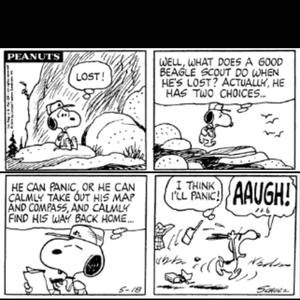 PEANUTS
LOST!
WELL, WHAT DOES A GOOD
BEAGLE SCOUT DO WHEN
HE'S LOST? ACTUALLY, HE
HAS TWO CHOICES...
HE CAN PANIC, OR HE CAN
CALMLY TAKE OUT HIS MAP
AND COMPASS, AND CALMLY
FIND HIS WAY BACK HOME...
5-18
I THINK
I'LL PANIC!
AAUGH!
SCHULZ